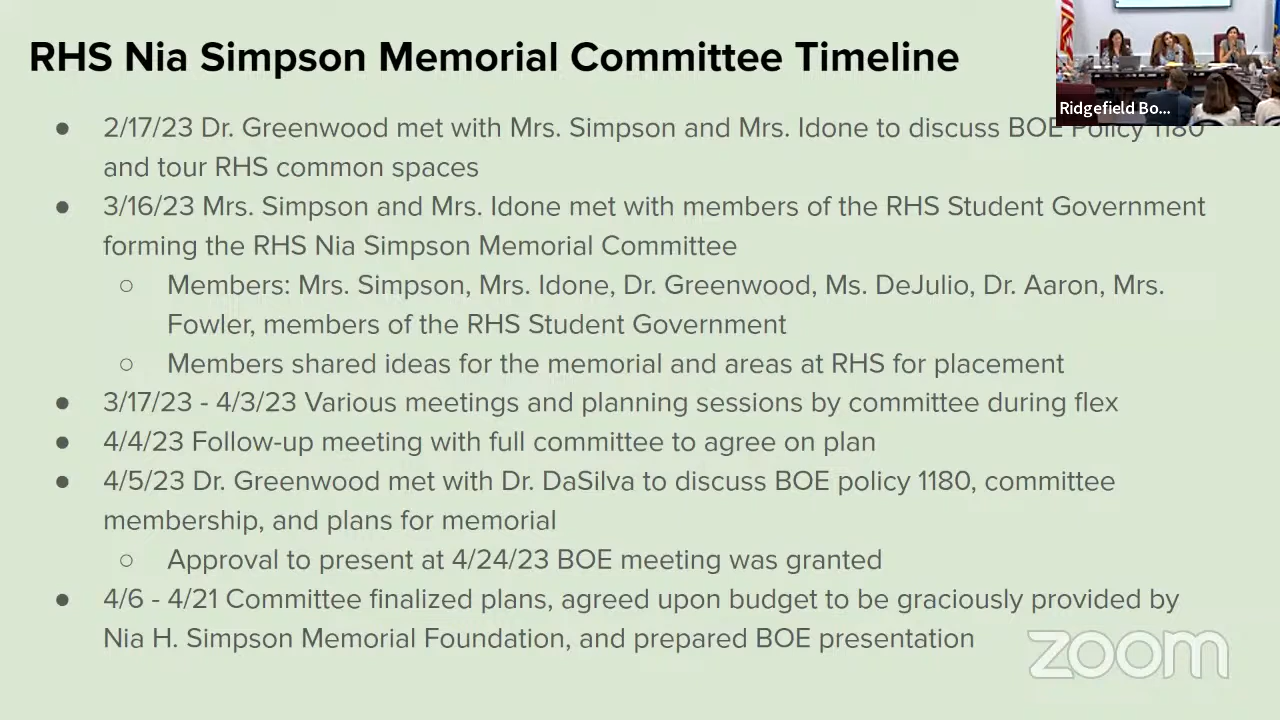 RHS Nia Simpson Memorial Committee Timeline
Ridgefield Bo...
● 2/17/23 Dr. Greenwood met with Mrs. Simpson and Mrs. Idone to discuss BOE Policy 1180
and tour RHS common spaces
● 3/16/23 Mrs. Simpson and Mrs. Idone met with members of the RHS Student Government
forming the RHS Nia Simpson Memorial Committee
○ Members: Mrs. Simpson, Mrs. Idone, Dr. Greenwood, Ms. DeJulio, Dr. Aaron, Mrs.
Fowler, members of the RHS Student Government
○ Members shared ideas for the memorial and areas at RHS for placement
● 3/17/23 - 4/3/23 Various meetings and planning sessions by committee during flex
● 4/4/23 Follow-up meeting with full committee to agree on plan
● 4/5/23 Dr. Greenwood met with Dr. DaSilva to discuss BOE policy 1180, committee
membership, and plans for memorial
○ Approval to present at 4/24/23 BOE meeting was granted
● 4/6 - 4/21 Committee finalized plans, agreed upon budget to be graciously provided by
Nia H. Simpson Memorial Foundation, and prepared BOE presentation
zoom